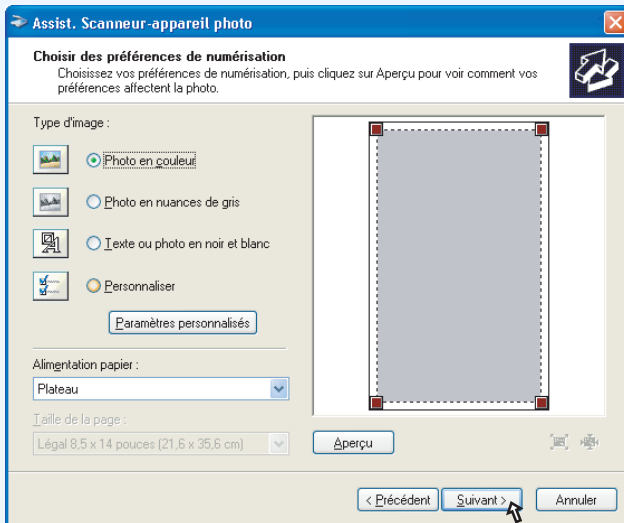 Assist. Scanneur-appareil photo
Choisir des préférences de numérisation
Choisissez vos préférences de numérisation, puis cliquez sur Aperçu pour voir comment vos
préférences affectent la photo.
Type d'image :
Photo en couleur
Photo en nuances de gris
Texte ou photo en noir et blanc
Personnaliser
Paramètres personnalisés
Alimentation papier :
Plateau
Taille de la page :
Légal 8,5 x 14 pouces (21,6 x 35,6 cm)
Aperçu
< Précédent
Suivant >
Annuler